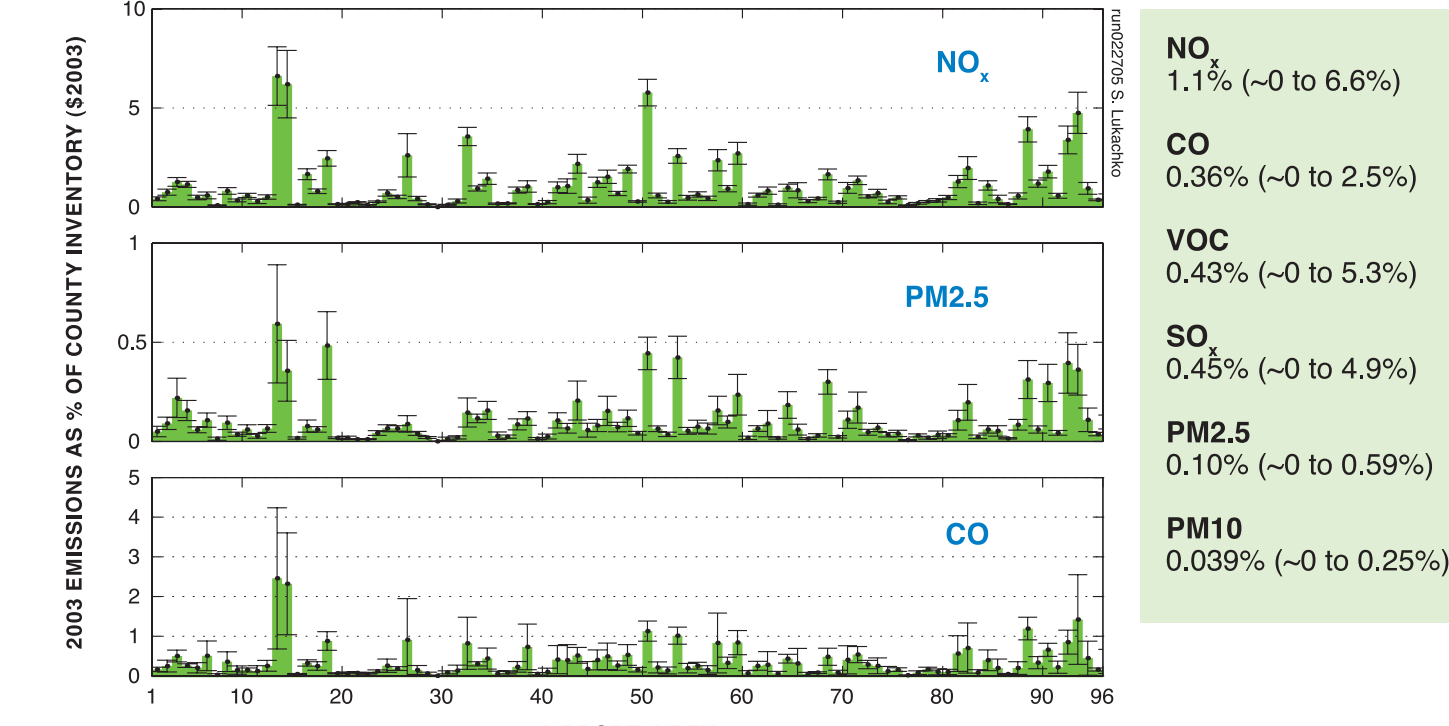 2003 EMISSIONS AS % OF COUNTY INVENTORY ($2003)
10
5
0
NOx
run022705 S. Lukachko
1
0.5
0
PM2.5
5
4
3
2
1
0
CO
1 10 20 30 40 50 60 70 80 90 96
NOx
1.1% (~0 to 6.6%)
CO
0.36% (~0 to 2.5%)
VOC
0.43% (~0 to 5.3%)
SOx
0.45% (~0 to 4.9%)
PM2.5
0.10% (~0 to 0.59%)
PM10
0.039% (~0 to 0.25%)